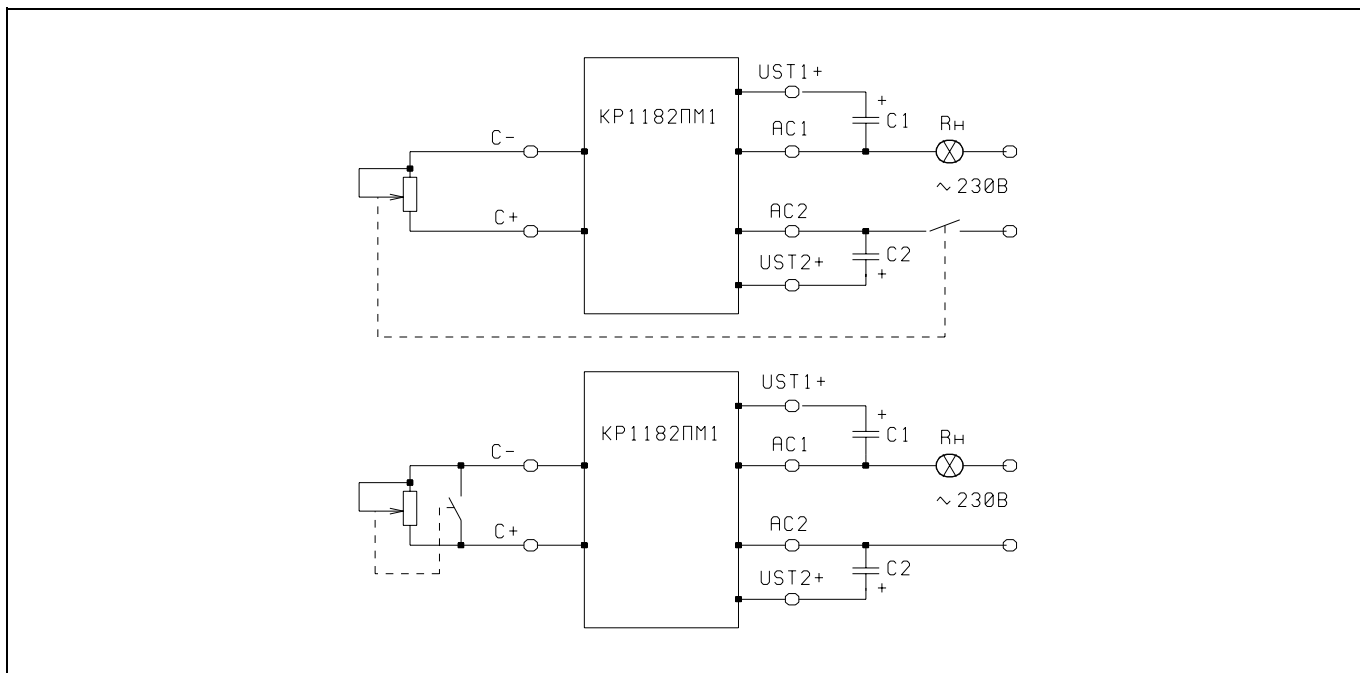 UST1+
КР1182ПМ1
+
C1
C-
AC1
Rн
~230В
C+
AC2
C2
UST2+
+
UST1+
+
КР1182ПМ1
C1
C-
AC1
Rн
~230В
C+
AC2
C2
UST2+
+